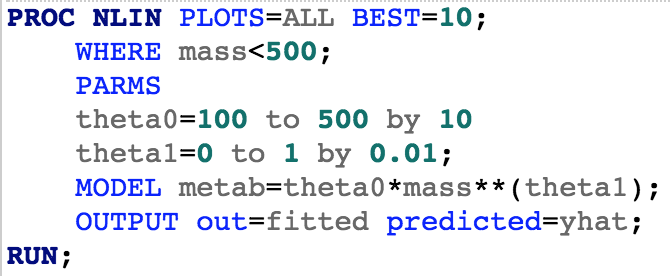 PROC NLIN PLOTS=ALL BEST=10;
WHERE mass<500;
PARMS
theta0=100 to 500 by 10
theta1=0 to 1 by 0.01;
MODEL metab=theta0*mass**(theta1);
OUTPUT out=fitted predicted=yhat;
RUN;